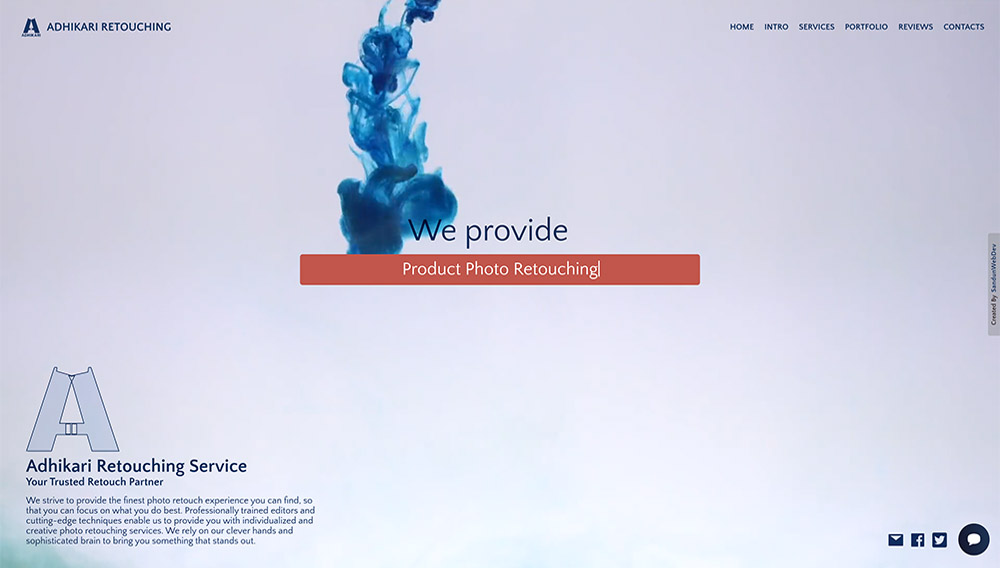 ADHIKARI
ADHIKARI RETOUCHING
HOME INTRO SERVICES PORTFOLIO REVIEWS CONTACTS
We provide
Product Photo Retouching
Created By SandunWebDev
Adhikari Retouching Service
Your Trusted Retouch Partner
We strive to provide the finest photo retouch experience you can find, so
that you can focus on what you do best. Professionally trained editors and
cutting-edge techniques enable us to provide you with individualized and
creative photo retouching services. We rely on our clever hands and
sophisticated brain to bring you something that stands out.